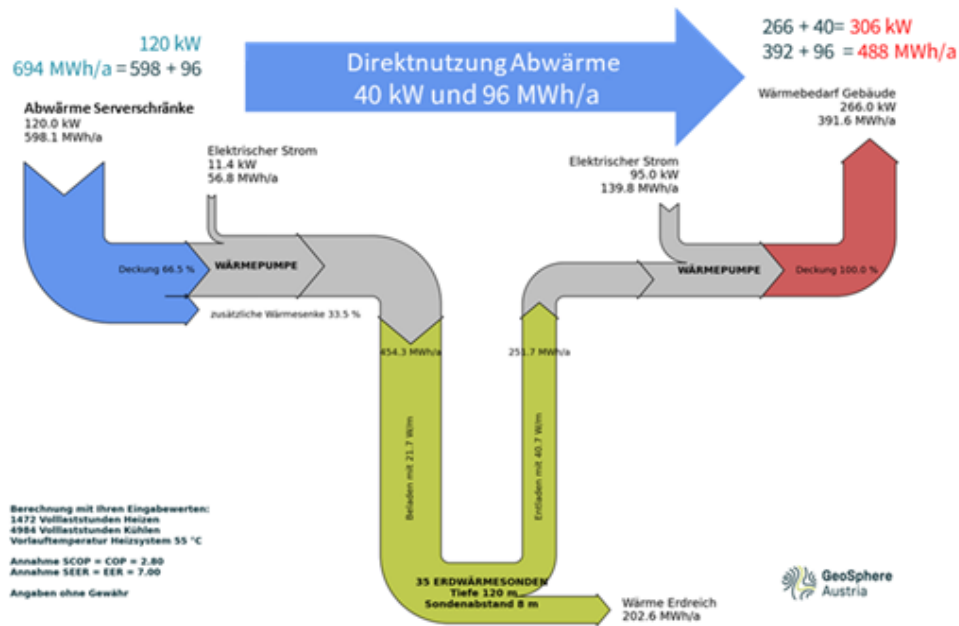 120 kW
694 MWh/a = 598 + 96
Direktnutzung Abwärme
40 kW und 96 MWh/a
266 + 40= 306 kW
392 + 96 = 488 MWh/a
Abwärme Serverschränke
120.0 kW
598.1 MWh/a
Elektrischer Strom
11.4 kW
56.8 MWh/a
Elektrischer Strom
95.0 kW
139.8 MWh/a
Wärmebedarf Gebäude
266.0 kW
391.6 MWh/a
Deckung 66.5 %
WÄRMEPUMPE
WÄRMEPUMPE
Deckung 100.0 %
zusätzliche Wärmesenke 33.5 %
454.3 MWh/a
251.7 MWh/a
Beladen mit 21.7 W/m
Entladen mit 40.7 W/m
35 ERDWÄRMESONDEN
Tiefe 120 m
Sondenabstand 8 m
Wärme Erdreich
202.6 MWh/a
Berechnung mit Ihren Eingabewerten:
1472 Volllaststunden Heizen
4984 Volllaststunden Kühlen
Vorlauftemperatur Heizsystem 55 °C
Annahme SCOP = COP = 2.80
Annahme SEER = EER = 7.00
Angaben ohne Gewähr
GeoSphere
Austria